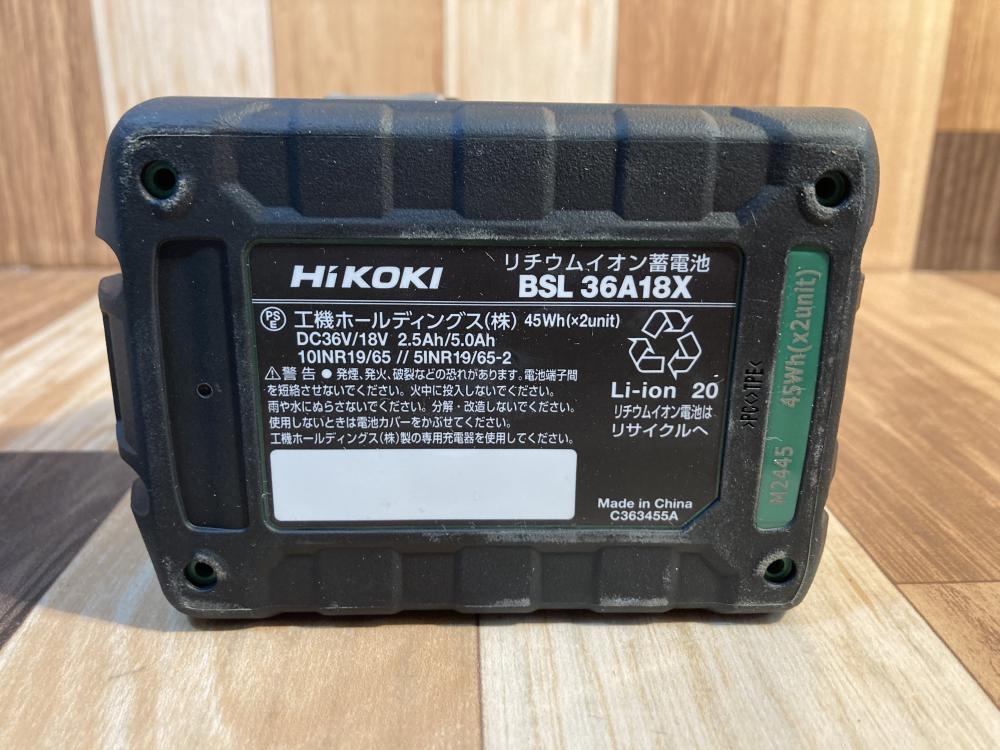 HiKOKI
リチウムイオン蓄電池
BSL 36A18X
PS E 工機ホールディングス(株) 45Wh(×2unit)
DC36V/18V 2.5Ah/5.0Ah
10INR19/65 // 5INR19/65-2
⚠警告 ● 発煙、発火、破裂などの恐れがあります。電池端子間
を短絡させないでください。火中に投入しないでください。
雨や水にぬらさないでください。分解・改造しないでください。
使用しないときは電池カバーをかぶせてください。
工機ホールディングス(株)製の専用充電器を使用してください。
Li-ion 20
リチウムイオン電池は
リサイクルへ
Made in China
C363455A
>PC<>TPE<
M2445 45Wh(x2unit)